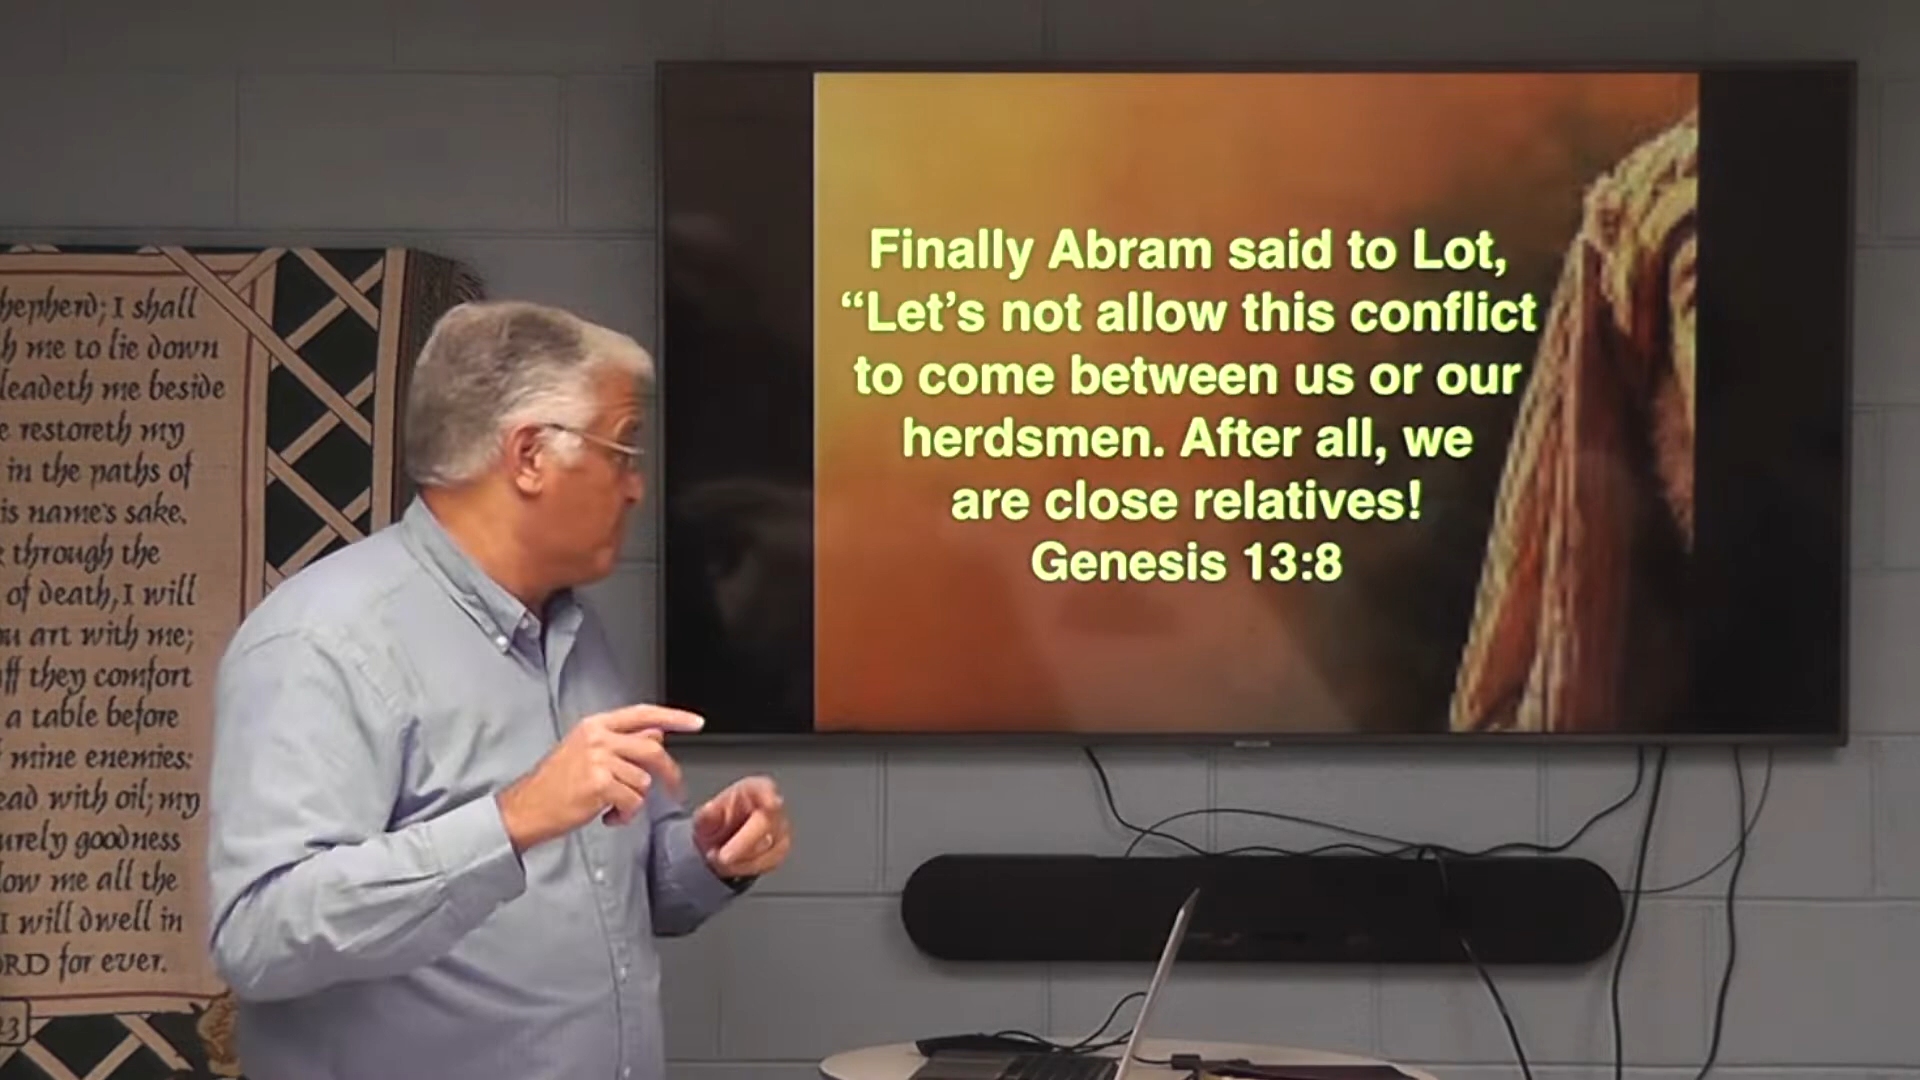 hepherd; I shall
h me to lie down
leadeth me beside
e restoreth my
in the paths of
is name's sake.
through the
of death, I will
u art with me;
ff they comfort
a table before
mine enemies:
ead with oil; my
urely goodness
ow me all the
I will dwell in
ORD for ever.
23
Finally Abram said to Lot,
“Let’s not allow this conflict
to come between us or our
herdsmen. After all, we
are close relatives!
Genesis 13:8